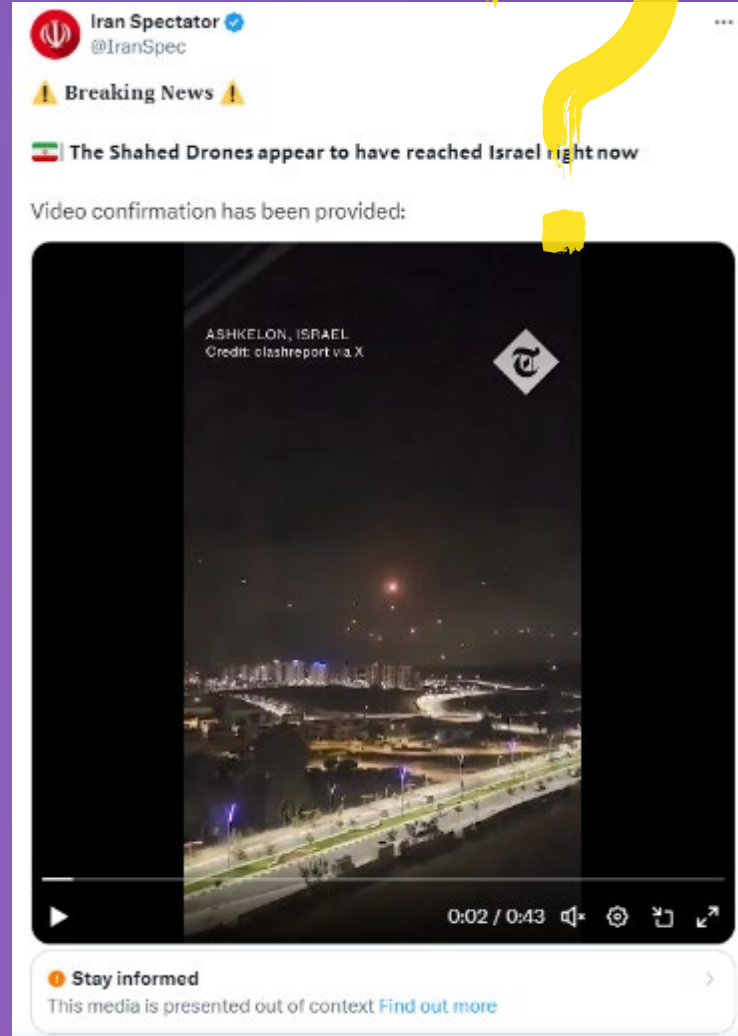 Iran Spectator
@IranSpec
Breaking News
The Shahed Drones appear to have reached Israel right now
Video confirmation has been provided:
ASHKELON, ISRAEL
Credit: clashreport via X
T
0:02 / 0:43
Stay informed
This media is presented out of context Find out more